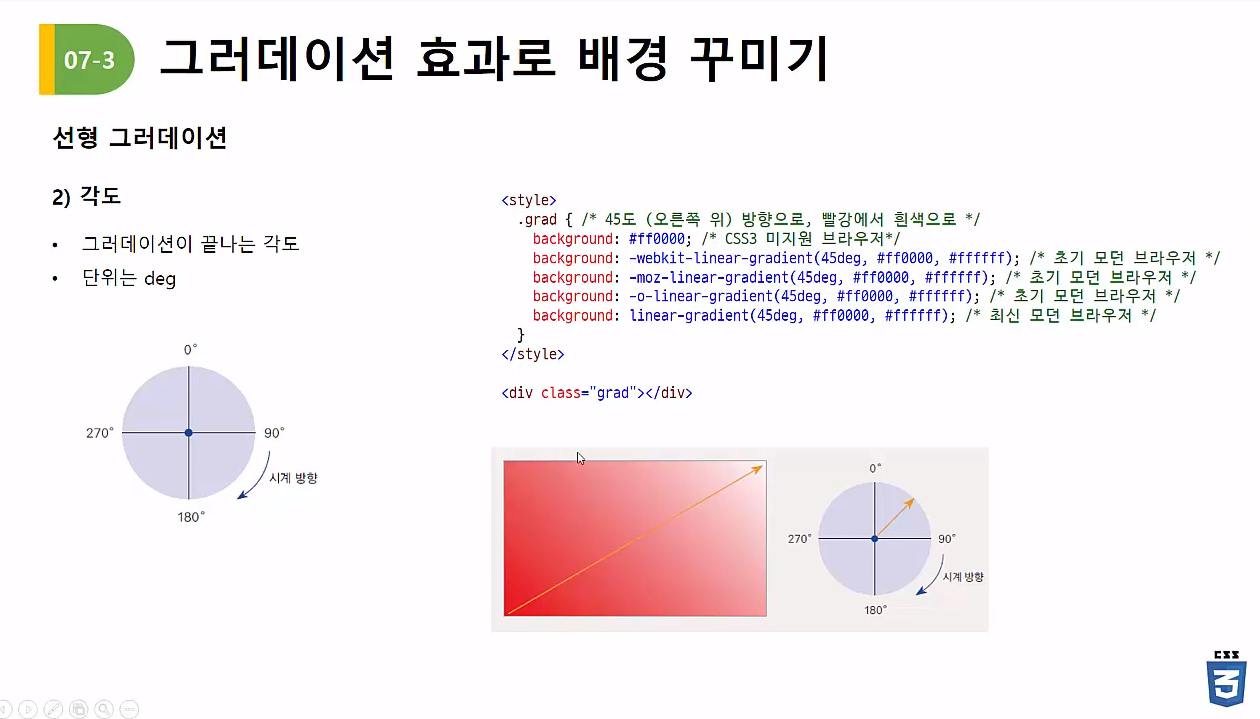 07-3 그러데이션 효과로 배경 꾸미기
선형 그러데이션
2) 각도
• 그러데이션이 끝나는 각도
• 단위는 deg
0°
270°
90°
시계 방향
180°
<style>
.grad { /* 45도 (오른쪽 위) 방향으로, 빨강에서 흰색으로 */
background: #ff0000; /* CSS3 미지원 브라우저*/
background: -webkit-linear-gradient(45deg, #ff0000, #ffffff); /* 초기 모던 브라우저 */
background: -moz-linear-gradient(45deg, #ff0000, #ffffff); /* 초기 모던 브라우저 */
background: -o-linear-gradient(45deg, #ff0000, #ffffff); /* 초기 모던 브라우저 */
background: linear-gradient(45deg, #ff0000, #ffffff); /* 최신 모던 브라우저 */
}
</style>
<div class="grad"></div>
0°
270°
90°
시계 방향
180°
CSS
3